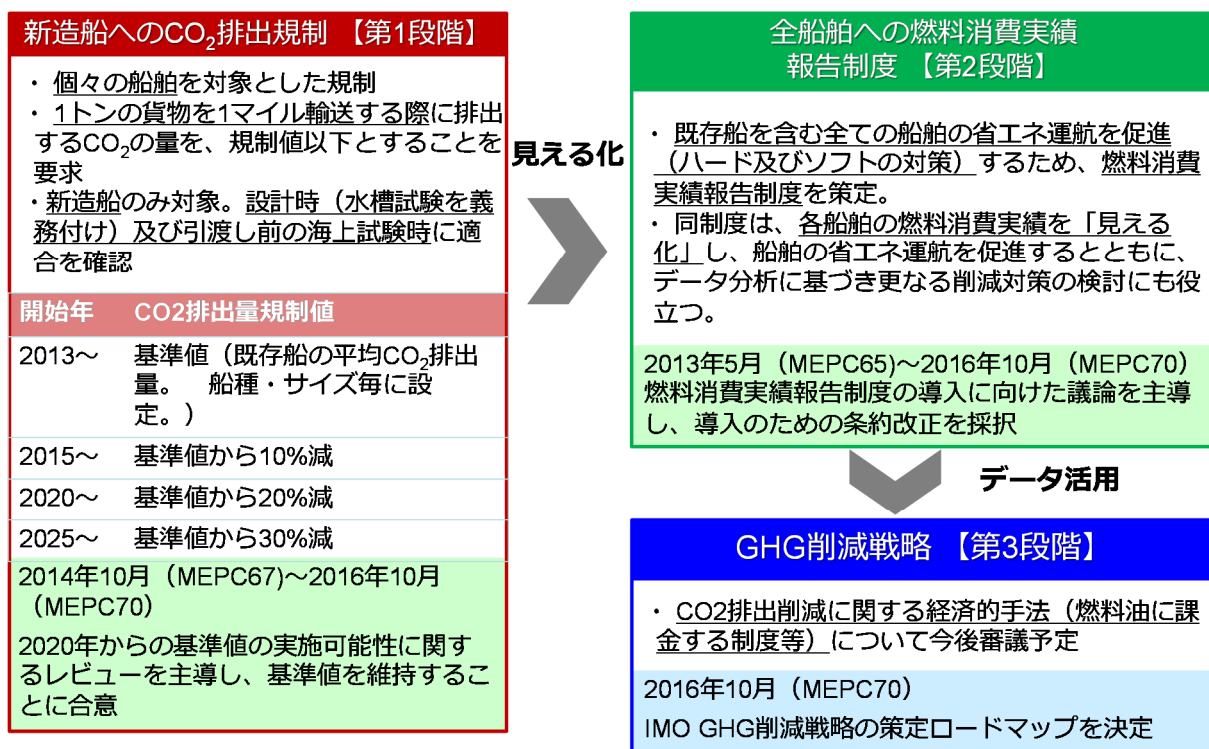 新造船へのCO2排出規制 【第1段階】
・ 個々の船舶を対象とした規制
・ 1トンの貨物を1マイル輸送する際に排出
するCO2の量を、規制値以下とすることを
要求
・新造船のみ対象。設計時（水槽試験を義
務付け）及び引渡し前の海上試験時に適
合を確認
開始年 CO2排出量規制値
2013～ 基準値（既存船の平均CO2排出
量。 船種・サイズ毎に設
定。）
2015～ 基準値から10%減
2020～ 基準値から20%減
2025～ 基準値から30%減
2014年10月（MEPC67)～2016年10月
（MEPC70）
2020年からの基準値の実施可能性に関す
るレビューを主導し、基準値を維持するこ
とに合意
見える化
全船舶への燃料消費実績
報告制度 【第2段階】
・ 既存船を含む全ての船舶の省エネ運航を促進
（ハード及びソフトの対策）するため、燃料消費
実績報告制度を策定。
・ 同制度は、各船舶の燃料消費実績を「見える
化」し、船舶の省エネ運航を促進するとともに、
データ分析に基づき更なる削減対策の検討にも役
立つ。
2013年5月（MEPC65)～2016年10月（MEPC70）
燃料消費実績報告制度の導入に向けた議論を主導
し、導入のための条約改正を採択
データ活用
GHG削減戦略 【第3段階】
・ CO2排出削減に関する経済的手法（燃料油に課
金する制度等）について今後審議予定
2016年10月（MEPC70）
IMO GHG削減戦略の策定ロードマップを決定